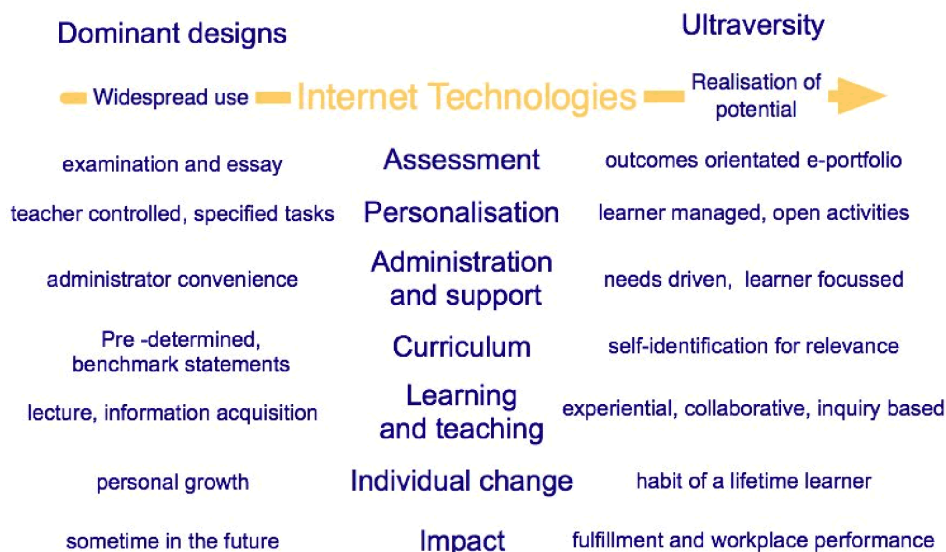 Dominant designs
Ultraversity
Widespread use
Internet Technologies
Realisation of
potential
examination and essay
Assessment
outcomes orientated e-portfolio
teacher controlled, specified tasks
Personalisation
learner managed, open activities
administrator convenience
Administration
and support
needs driven, learner focussed
Pre -determined,
benchmark statements
Curriculum
self-identification for relevance
lecture, information acquisition
Learning
and teaching
experiential, collaborative, inquiry based
personal growth
Individual change
habit of a lifetime learner
sometime in the future
Impact
fulfillment and workplace performance